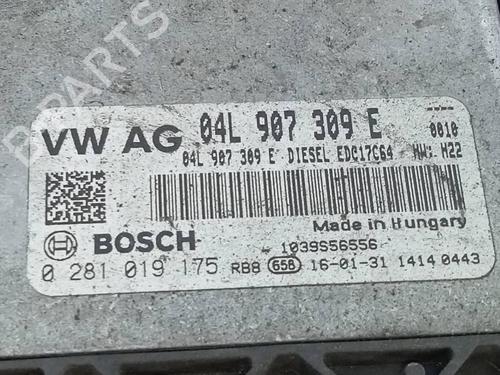 B PARTS
VW AG 04L 907 309 E
0010
04L 907 309 E DIESEL EDC17C64 HW: H22
Made in Hungary
BOSCH 1039S56556
0 281 019 175 RB8 656 16-01-31 1414 0443